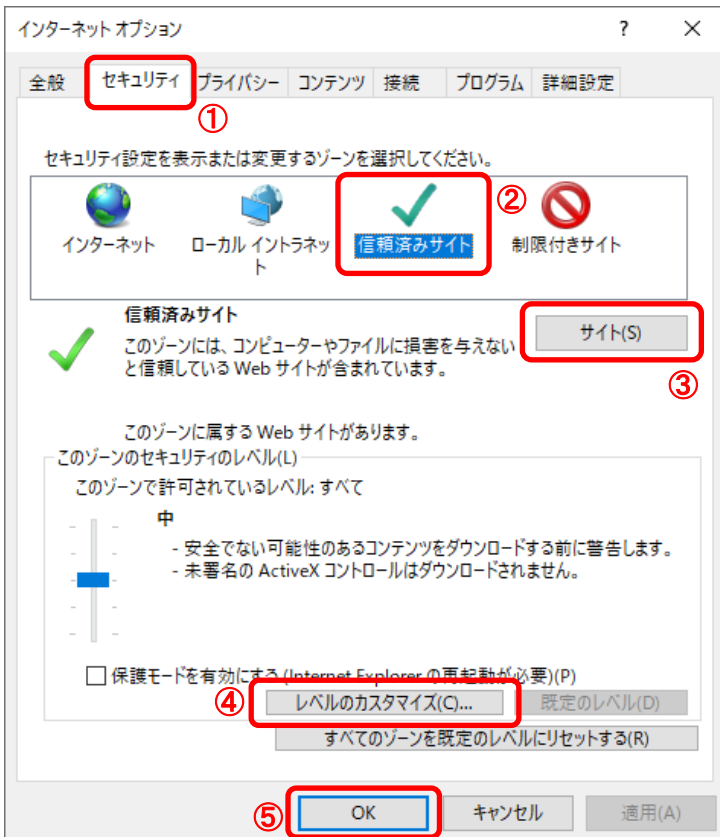 インターネット オプション
?
×
全般 セキュリティ プライバシー コンテンツ 接続 プログラム 詳細設定
①
セキュリティ設定を表示または変更するゾーンを選択してください。
②
インターネット
ローカル イントラネッ
ト
信頼済みサイト
制限付きサイト
信頼済みサイト
サイト(S)
このゾーンには、コンピューターやファイルに損害を与えない
と信頼している Web サイトが含まれています。
③
このゾーンに属する Web サイトがあります。
このゾーンのセキュリティのレベル(L)
このゾーンで許可されているレベル: すべて
中
- 安全でない可能性のあるコンテンツをダウンロードする前に警告します。
- 未署名の ActiveX コントロールはダウンロードされません。
保護モードを有効にする (Internet Explorer の再起動が必要)(P)
④
レベルのカスタマイズ(C)...
既定のレベル(D)
すべてのゾーンを既定のレベルにリセットする(R)
⑤
OK
キャンセル
適用(A)